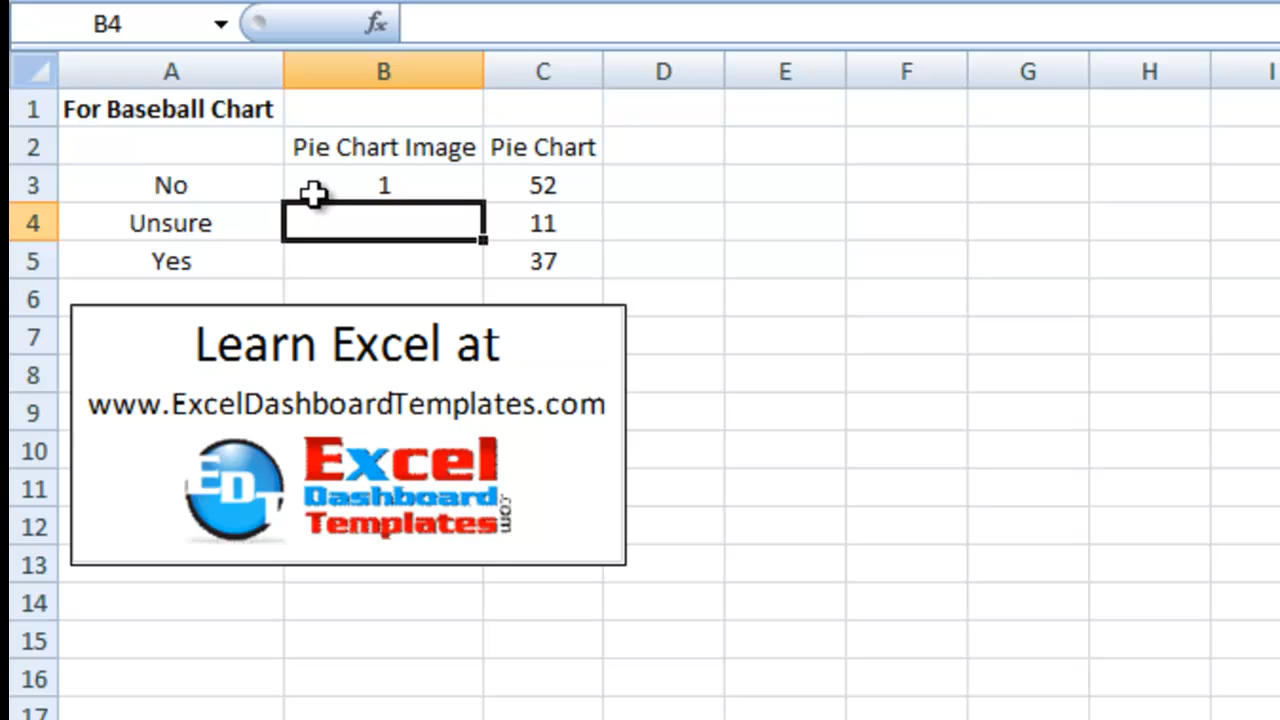 B4 fx
A B C D E F G H I
1 For Baseball Chart
2 Pie Chart Image Pie Chart
3 No 1 52
4 Unsure 11
5 Yes 37
6
7 Learn Excel at
8
9 www.ExcelDashboardTemplates.com
10 Excel
11 EDT Dashboard
12 Templates .com
13
14
15
16
17